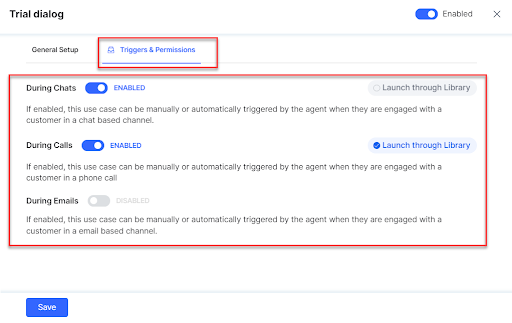 Trial dialog
Enabled
General Setup
Triggers & Permissions
During Chats
ENABLED
Launch through Library
If enabled, this use case can be manually or automatically triggered by the agent when they are engaged with a
customer in a chat based channel.
During Calls
ENABLED
Launch through Library
If enabled, this use case can be manually or automatically triggered by the agent when they are engaged with a
customer in a phone call
During Emails
DISABLED
If enabled, this use case can be manually or automatically triggered by the agent when they are engaged with a
customer in a email based channel.
Save